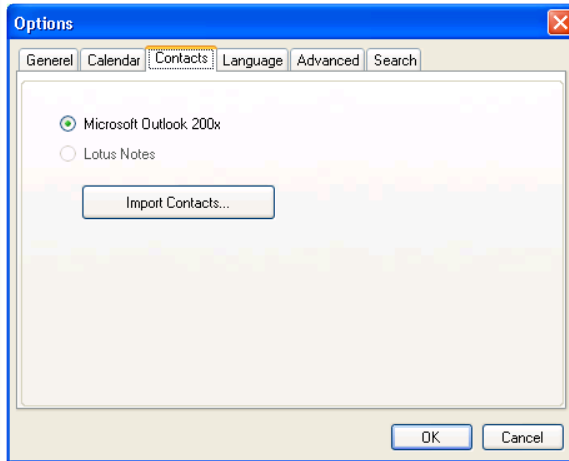 Options
Generel Calendar Contacts Language Advanced Search
Microsoft Outlook 200x
Lotus Notes
Import Contacts...
OK Cancel